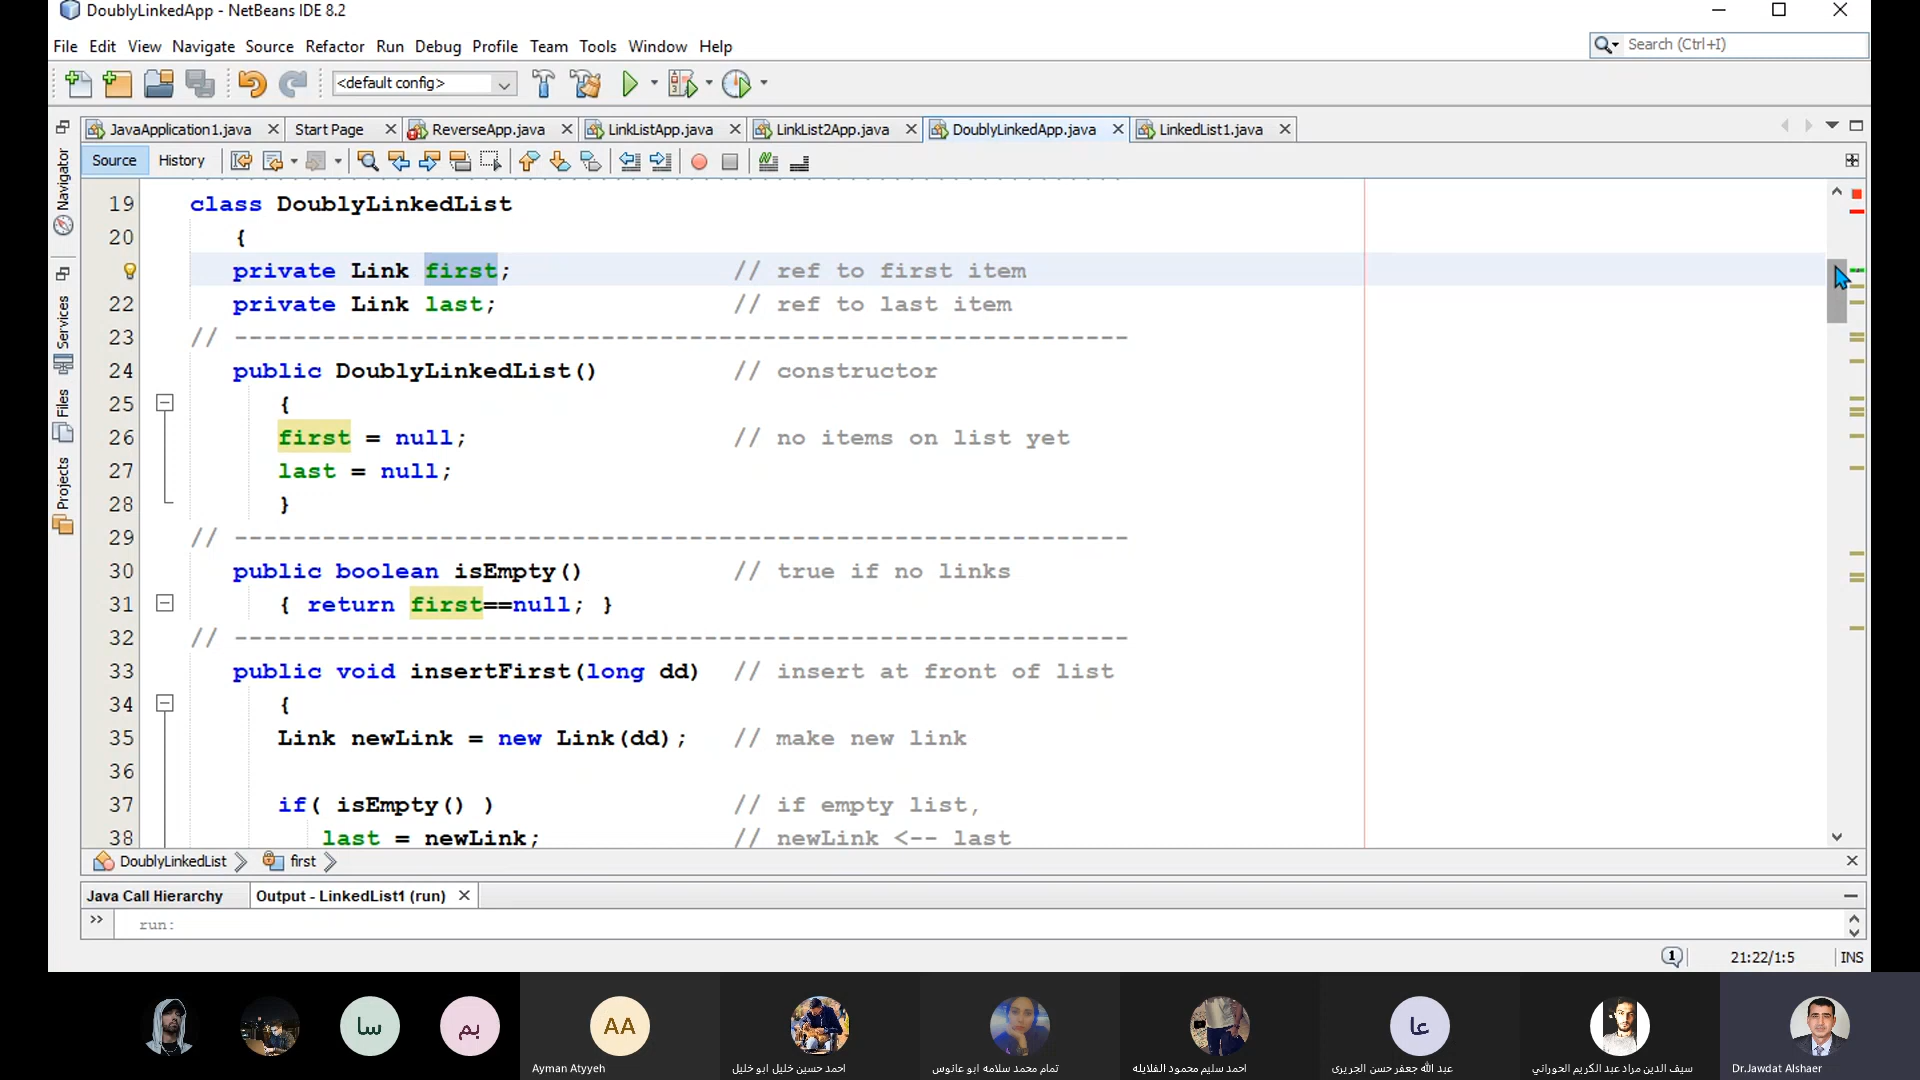 DoublyLinkedApp - NetBeans IDE 8.2
File Edit View Navigate Source Refactor Run Debug Profile Team Tools Window Help
Search (Ctrl+I)
<default config>
JavaApplication1.java Start Page ReverseApp.java LinkListApp.java LinkList2App.java DoublyLinkedApp.java LinkedList1.java
Source History
Navigator
Services
Files
Projects
19 class DoublyLinkedList
20 {
private Link first; // ref to first item
22 private Link last; // ref to last item
23 // -------------------------------------------------------------
24 public DoublyLinkedList() // constructor
25 {
26 first = null; // no items on list yet
27 last = null;
28 }
29 // -------------------------------------------------------------
30 public boolean isEmpty() // true if no links
31 { return first==null; }
32 // -------------------------------------------------------------
33 public void insertFirst(long dd) // insert at front of list
34 {
35 Link newLink = new Link(dd); // make new link
36
37 if( isEmpty() ) // if empty list,
38 last = newLink; // newLink <-- last
DoublyLinkedList first
Java Call Hierarchy Output - LinkedList1 (run)
run:
1 21:22/1:5 INS
سا
بم
AA
عا
Ayman Atyyeh
احمد حسين خليل ابو خليل
تمام محمد سلامه ابو عانوس
احمد سليم محمود الفلايله
عبد الله جعفر حسن الجريرى
سيف الدين مراد عبد الكريم الحوراني
Dr.Jawdat Alshaer